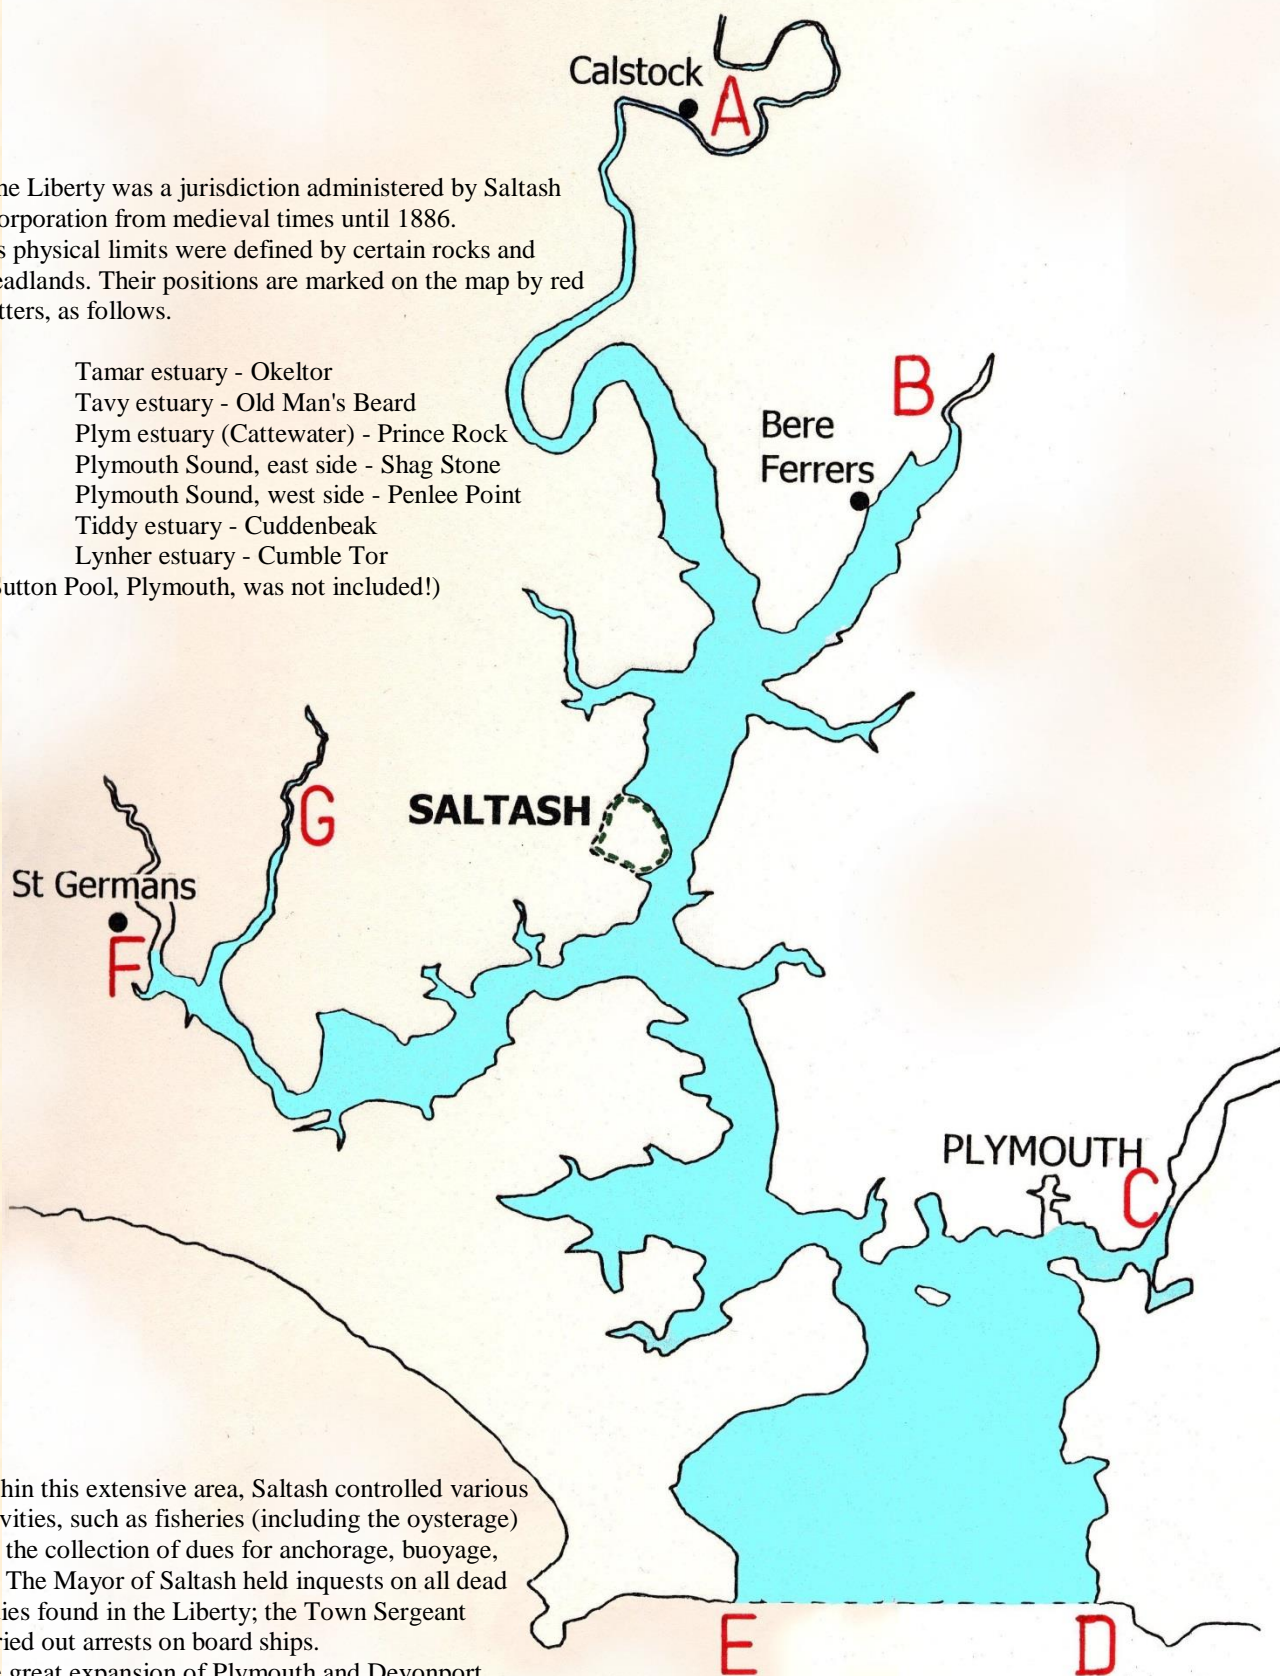 Calstock
A
he Liberty was a jurisdiction administered by Saltash
orporation from medieval times until 1886.
s physical limits were defined by certain rocks and
eadlands. Their positions are marked on the map by red
tters, as follows.
Tamar estuary - Okeltor
Tavy estuary - Old Man's Beard
Plym estuary (Cattewater) - Prince Rock
Plymouth Sound, east side - Shag Stone
Plymouth Sound, west side - Penlee Point
Tiddy estuary - Cuddenbeak
Lynher estuary - Cumble Tor
utton Pool, Plymouth, was not included!)
B
Bere
Ferrers
SALTASH
G
St Germans
F
PLYMOUTH
C
hin this extensive area, Saltash controlled various
vities, such as fisheries (including the oysterage)
the collection of dues for anchorage, buoyage,
The Mayor of Saltash held inquests on all dead
ies found in the Liberty; the Town Sergeant
ried out arrests on board ships.
great expansion of Plymouth and Devonport
E
D